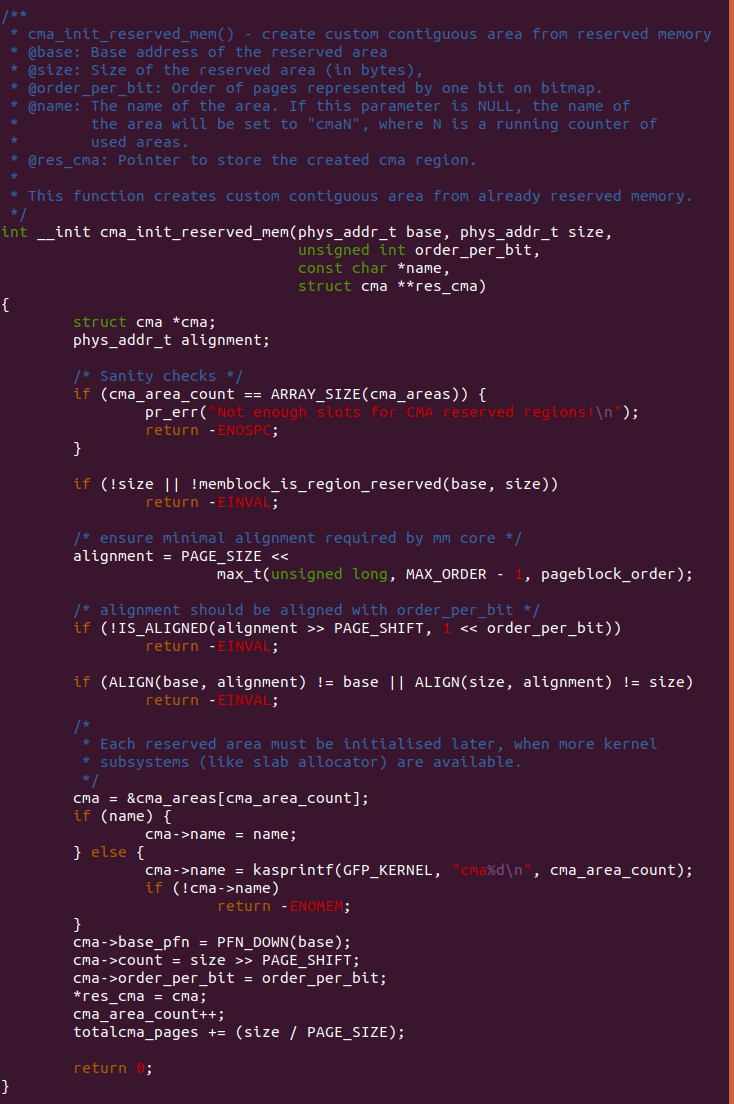 /**
 * cma_init_reserved_mem() - create custom contiguous area from reserved memory
 * @base: Base address of the reserved area
 * @size: Size of the reserved area (in bytes),
 * @order_per_bit: Order of pages represented by one bit on bitmap.
 * @name: The name of the area. If this parameter is NULL, the name of
 *        the area will be set to "cmaN", where N is a running counter of
 *        used areas.
 * @res_cma: Pointer to store the created cma region.
 *
 * This function creates custom contiguous area from already reserved memory.
 */
int __init cma_init_reserved_mem(phys_addr_t base, phys_addr_t size,
                                 unsigned int order_per_bit,
                                 const char *name,
                                 struct cma **res_cma)
{
        struct cma *cma;
        phys_addr_t alignment;

        /* Sanity checks */
        if (cma_area_count == ARRAY_SIZE(cma_areas)) {
                pr_err("Not enough slots for CMA reserved regions!\n");
                return -ENOSPC;
        }

        if (!size || !memblock_is_region_reserved(base, size))
                return -EINVAL;

        /* ensure minimal alignment required by mm core */
        alignment = PAGE_SIZE <<
                        max_t(unsigned long, MAX_ORDER - 1, pageblock_order);

        /* alignment should be aligned with order_per_bit */
        if (!IS_ALIGNED(alignment >> PAGE_SHIFT, 1 << order_per_bit))
                return -EINVAL;

        if (ALIGN(base, alignment) != base || ALIGN(size, alignment) != size)
                return -EINVAL;
        /*
         * Each reserved area must be initialised later, when more kernel
         * subsystems (like slab allocator) are available.
         */
        cma = &cma_areas[cma_area_count];
        if (name) {
                cma->name = name;
        } else {
                cma->name = kasprintf(GFP_KERNEL, "cma%d\n", cma_area_count);
                if (!cma->name)
                        return -ENOMEM;
        }
        cma->base_pfn = PFN_DOWN(base);
        cma->count = size >> PAGE_SHIFT;
        cma->order_per_bit = order_per_bit;
        *res_cma = cma;
        cma_area_count++;
        totalcma_pages += (size / PAGE_SIZE);

        return 0;
}